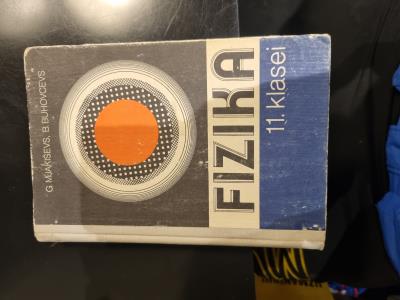 G. MJAKIŠEVS, B. BUHOVCEVS
FIZIKA
11. klasei